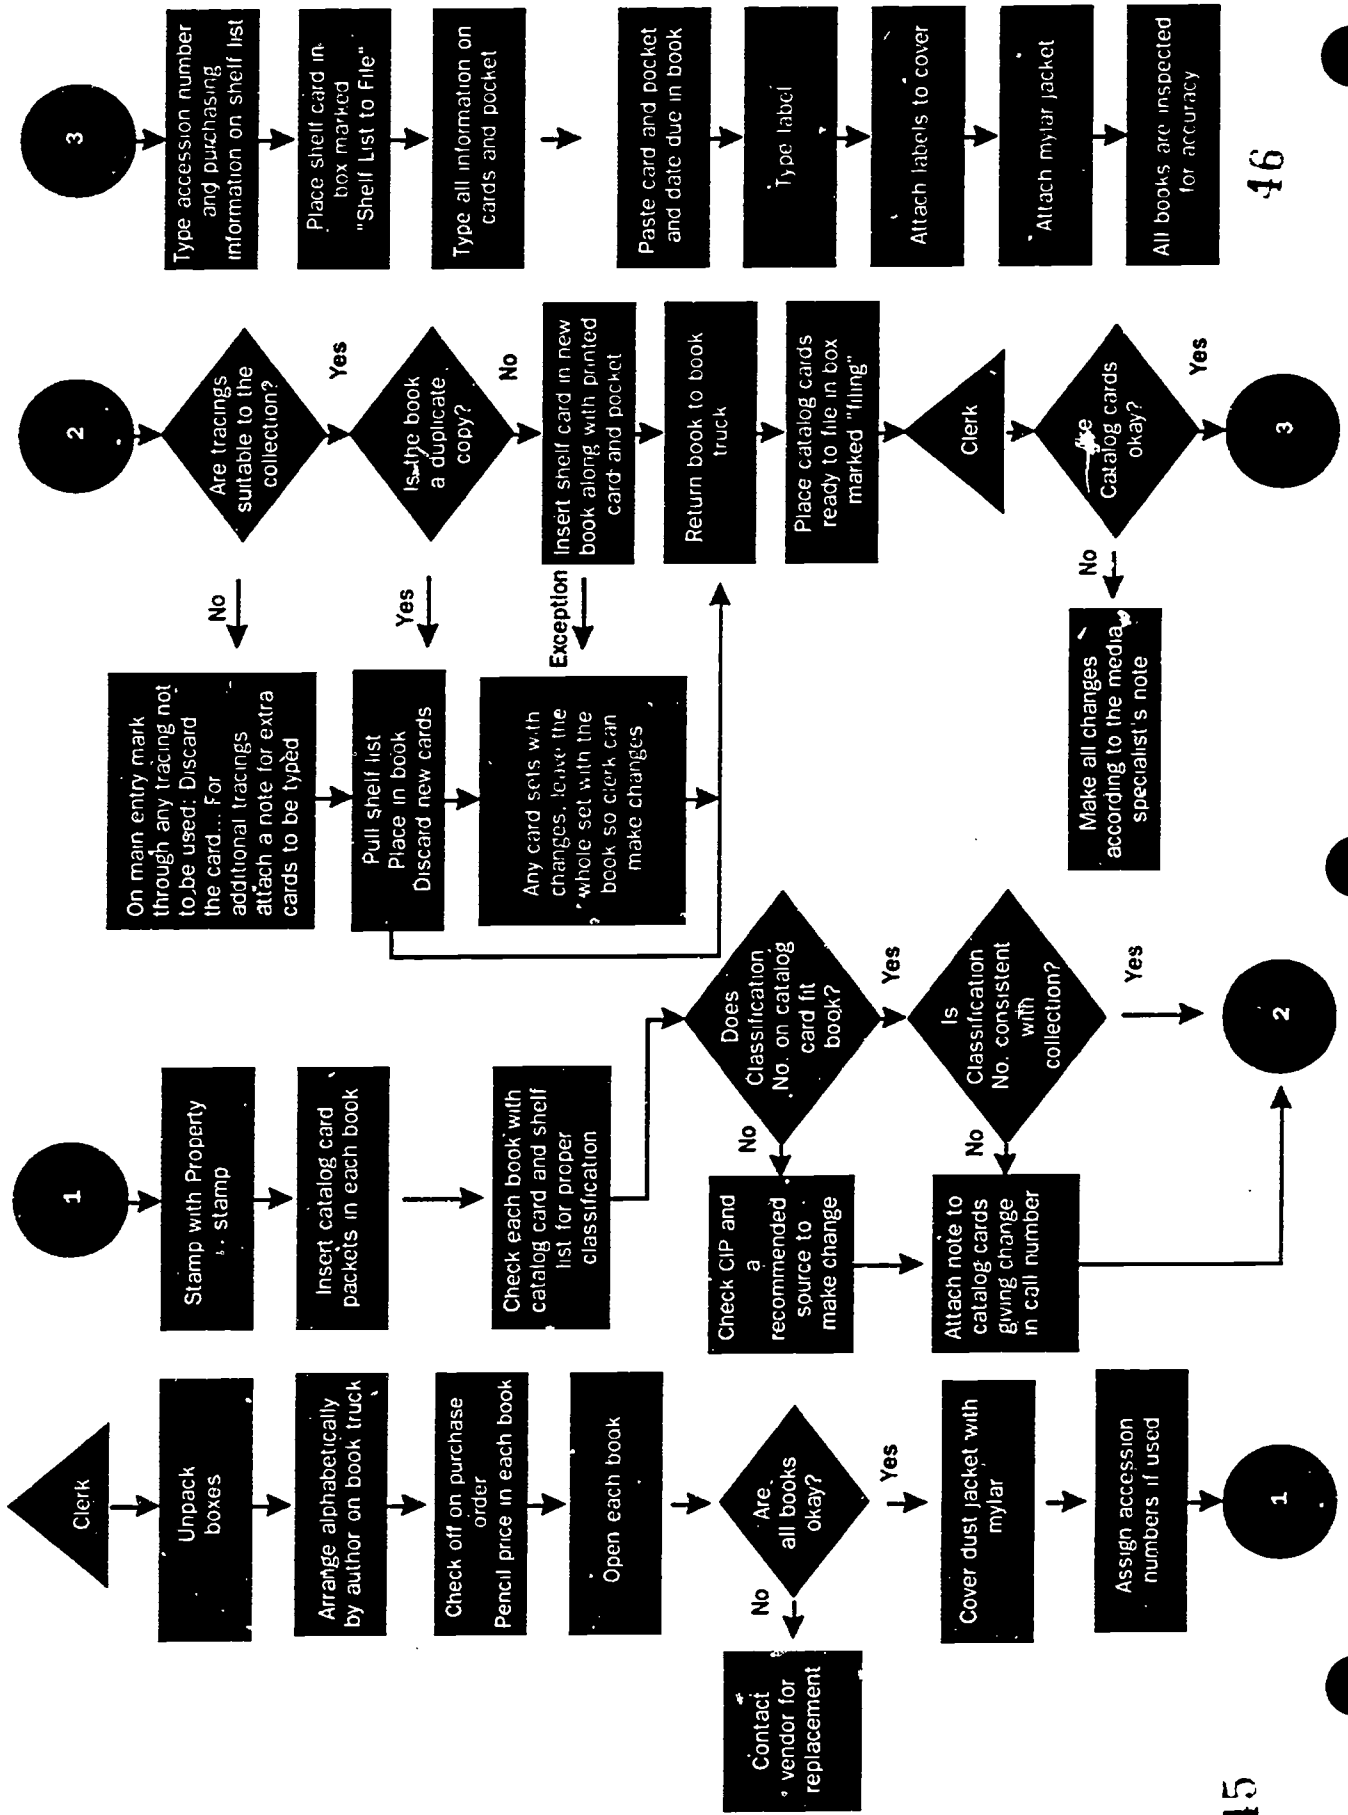 Clerk
Unpack
boxes
Arrange alphabetically
by author on book truck
Check off on purchase
order
Pencil price in each book
Open each book
Are
all books
okay?
No
Contact
vendor for
replacement
Yes
Cover dust jacket with
mylar
Assign accession
numbers if used
1
1
Stamp with Property
stamp
Insert catalog card
packets in each book
Check each book with
catalog card and shelf
list for proper
classification
Does
Classification
No. on catalog
card fit
book?
No
Check CIP and
a
recommended
source to
make change
Yes
Is
Classification
No. consistent
with
collection?
No
Attach note to
catalog cards
giving change
in call number
Yes
2
2
Are tracings
suitable to the
collection?
No
On main entry mark
through any tracing not
to be used; Discard
the card... For
additional tracings
attach a note for extra
cards to be typed
Yes
Is the book
a duplicate
copy?
Yes
Pull shelf list
Place in book
Discard new cards
No
Insert shelf card in new
book along with printed
card and pocket
Exception
Any card sets with
changes, leave the
whole set with the
book so clerk can
make changes
Return book to book
truck
Place catalog cards
ready to file in box
marked "filing"
Clerk
Are
Catalog cards
okay?
No
Make all changes
according to the media
specialist's note
Yes
3
3
Type accession number
and purchasing
information on shelf list
Place shelf card in
box marked
"Shelf List to File"
Type all information on
cards and pocket
Paste card and pocket
and date due in book
Type label
Attach labels to cover
Attach mylar jacket
All books are inspected
for accuracy
46